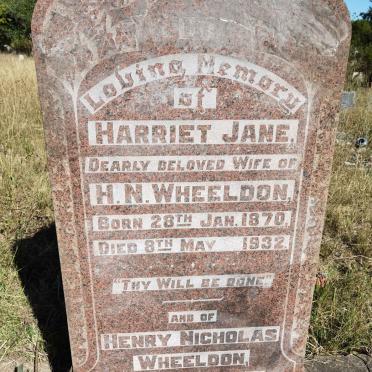 Loving Memory
of
HARRIET JANE,
DEARLY BELOVED WIFE OF
H.N. WHEELDON,
BORN 28TH JAN. 1870
DIED 8TH MAY 1932.
"THY WILL BE DONE"
AND OF
HENRY NICHOLAS
WHEELDON,